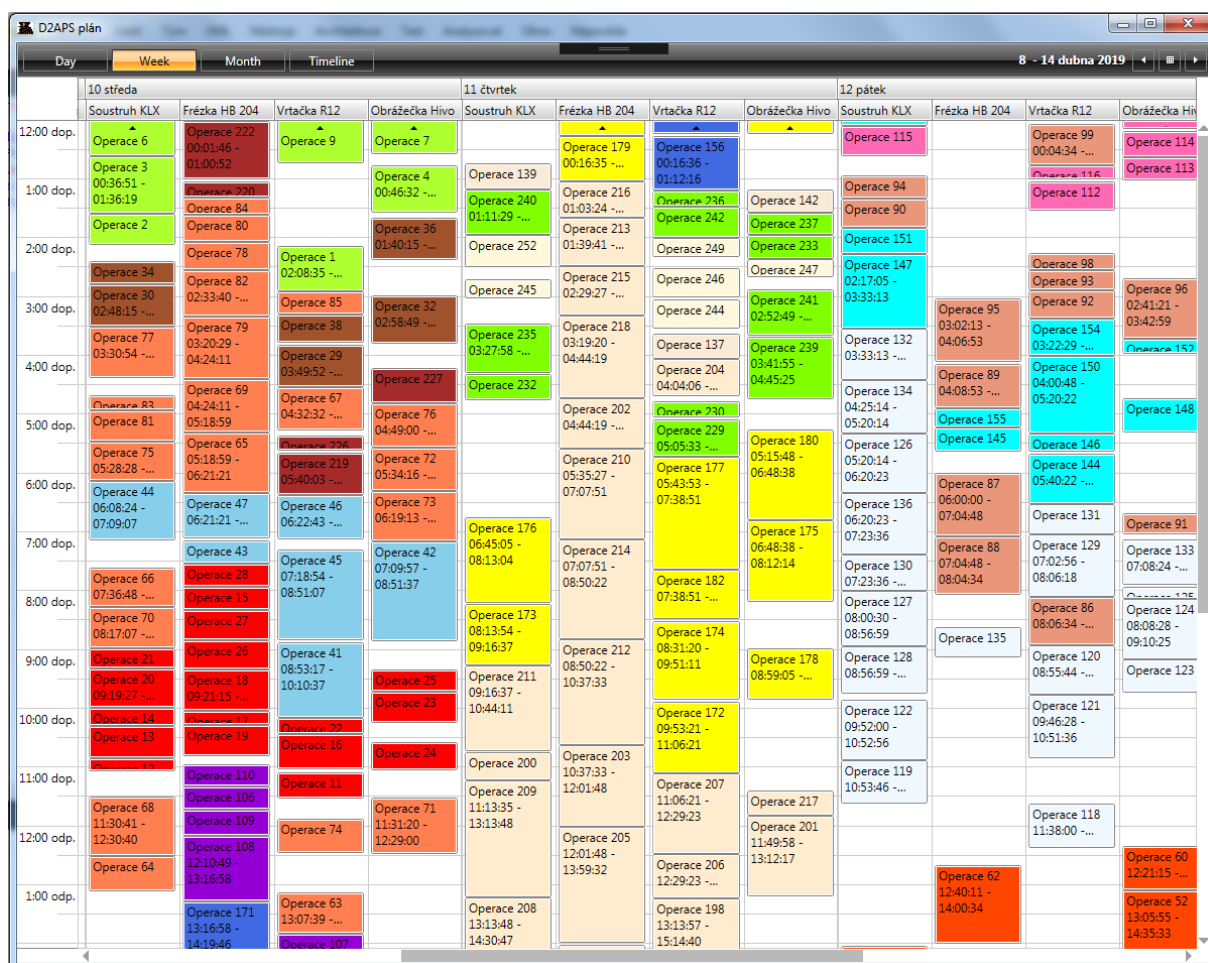 D2APS plán
Day Week Month Timeline 8 - 14 dubna 2019
10 středa 11 čtvrtek 12 pátek
Soustruh KLX Frézka HB 204 Vrtačka R12 Obrážečka Hivo Soustruh KLX Frézka HB 204 Vrtačka R12 Obrážečka Hivo Soustruh KLX Frézka HB 204 Vrtačka R12 Obrážečka Hiv
12:00 dop.
1:00 dop.
2:00 dop.
3:00 dop.
4:00 dop.
5:00 dop.
6:00 dop.
7:00 dop.
8:00 dop.
9:00 dop.
10:00 dop.
11:00 dop.
12:00 odp.
1:00 odp.
Operace 6
Operace 3
00:36:51 -
01:36:19
Operace 2
Operace 34
Operace 30
02:48:15 -...
Operace 77
03:30:54 -...
Operace 83
Operace 81
Operace 75
05:28:28 -...
Operace 44
06:08:24 -
07:09:07
Operace 66
07:36:48 -...
Operace 70
08:17:07 -...
Operace 21
Operace 20
09:19:27 -...
Operace 14
Operace 13
Operace 12
Operace 68
11:30:41 -
12:30:40
Operace 64
Operace 222
00:01:46 -
01:00:52
Operace 220
Operace 84
Operace 80
Operace 78
Operace 82
02:33:40 -...
Operace 79
03:20:29 -
04:24:11
Operace 69
04:24:11 -
05:18:59
Operace 65
05:18:59 -
06:21:21
Operace 47
06:21:21 -...
Operace 43
Operace 28
Operace 15
Operace 27
Operace 26
Operace 18
09:21:15 -...
Operace 17
Operace 19
Operace 110
Operace 106
Operace 109
Operace 108
12:10:49 -
13:16:58
Operace 171
13:16:58 -
14:19:46
Operace 9
Operace 1
02:08:35 -...
Operace 85
Operace 38
Operace 29
03:49:52 -...
Operace 67
04:32:32 -...
Operace 226
Operace 219
05:40:03 -...
Operace 46
06:22:43 -...
Operace 45
07:18:54 -
08:51:07
Operace 41
08:53:17 -
10:10:37
Operace 22
Operace 16
Operace 11
Operace 74
Operace 63
13:07:39 -...
Operace 107
Operace 7
Operace 4
00:46:32 -...
Operace 36
01:40:15 -...
Operace 32
02:58:49 -...
Operace 227
Operace 76
04:49:00 -...
Operace 72
05:34:16 -...
Operace 73
06:19:13 -...
Operace 42
07:09:57 -
08:51:37
Operace 25
Operace 23
Operace 24
Operace 71
11:31:20 -
12:29:00
Operace 139
Operace 240
01:11:29 -...
Operace 252
Operace 245
Operace 235
03:27:58 -...
Operace 232
Operace 176
06:45:05 -
08:13:04
Operace 173
08:13:54 -
09:16:37
Operace 211
09:16:37 -
10:44:11
Operace 200
Operace 209
11:13:35 -
13:13:48
Operace 208
13:13:48 -
14:30:47
Operace 179
00:16:35 -...
Operace 216
01:03:24 -...
Operace 213
01:39:41 -...
Operace 215
02:29:27 -...
Operace 218
03:19:20 -
04:44:19
Operace 202
04:44:19 -...
Operace 210
05:35:27 -
07:07:51
Operace 214
07:07:51 -
08:50:22
Operace 212
08:50:22 -
10:37:33
Operace 203
10:37:33 -
12:01:48
Operace 205
12:01:48 -
13:59:32
Operace 156
00:16:36 -
01:12:16
Operace 236
Operace 242
Operace 249
Operace 246
Operace 244
Operace 137
Operace 204
04:04:06 -...
Operace 230
Operace 229
05:05:33 -...
Operace 177
05:43:53 -
07:38:51
Operace 182
07:38:51 -...
Operace 174
08:31:20 -
09:51:11
Operace 172
09:53:21 -
11:06:21
Operace 207
11:06:21 -
12:29:23
Operace 206
12:29:23 -...
Operace 198
13:13:57 -
15:14:40
Operace 142
Operace 237
Operace 233
Operace 247
Operace 241
02:52:49 -...
Operace 239
03:41:55 -
04:45:25
Operace 180
05:15:48 -
06:48:38
Operace 175
06:48:38 -
08:12:14
Operace 178
08:59:05 -...
Operace 217
Operace 201
11:49:58 -
13:12:17
Operace 115
Operace 94
Operace 90
Operace 151
Operace 147
02:17:05 -
03:33:13
Operace 132
03:33:13 -...
Operace 134
04:25:14 -
05:20:14
Operace 126
05:20:14 -
06:20:23
Operace 136
06:20:23 -
07:23:36
Operace 130
07:23:36 -...
Operace 127
08:00:30 -
08:56:59
Operace 128
08:56:59 -...
Operace 122
09:52:00 -
10:52:56
Operace 119
10:53:46 -...
Operace 95
03:02:13 -
04:06:53
Operace 89
04:08:53 -...
Operace 155
Operace 145
Operace 87
06:00:00 -
07:04:48
Operace 88
07:04:48 -
08:04:34
Operace 135
Operace 62
12:40:11 -
14:00:34
Operace 99
00:04:34 -...
Operace 116
Operace 112
Operace 98
Operace 93
Operace 92
Operace 154
03:22:29 -...
Operace 150
04:00:48 -
05:20:22
Operace 146
Operace 144
05:40:22 -...
Operace 131
Operace 129
07:02:56 -
08:06:18
Operace 86
08:06:34 -...
Operace 120
08:55:44 -...
Operace 121
09:46:28 -
10:51:36
Operace 118
11:38:00 -...
Operace 114
Operace 113
Operace 96
02:41:21 -
03:42:59
Operace 152
Operace 148
Operace 91
Operace 133
07:08:24 -...
Operace 125
Operace 124
08:08:28 -
09:10:25
Operace 123
Operace 60
12:21:15 -...
Operace 52
13:05:55 -
14:35:33